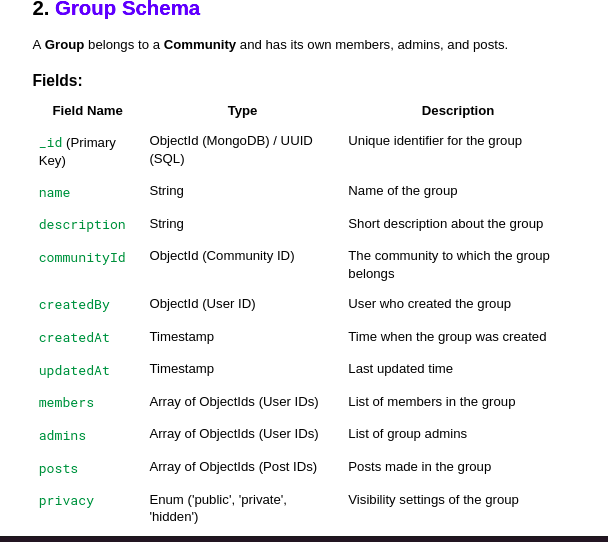 2. Group Schema
A Group belongs to a Community and has its own members, admins, and posts.
Fields:
Field Name Type Description
_id (Primary Key) ObjectId (MongoDB) / UUID (SQL) Unique identifier for the group
name String Name of the group
description String Short description about the group
communityId ObjectId (Community ID) The community to which the group belongs
createdBy ObjectId (User ID) User who created the group
createdAt Timestamp Time when the group was created
updatedAt Timestamp Last updated time
members Array of ObjectIds (User IDs) List of members in the group
admins Array of ObjectIds (User IDs) List of group admins
posts Array of ObjectIds (Post IDs) Posts made in the group
privacy Enum ('public', 'private', 'hidden') Visibility settings of the group